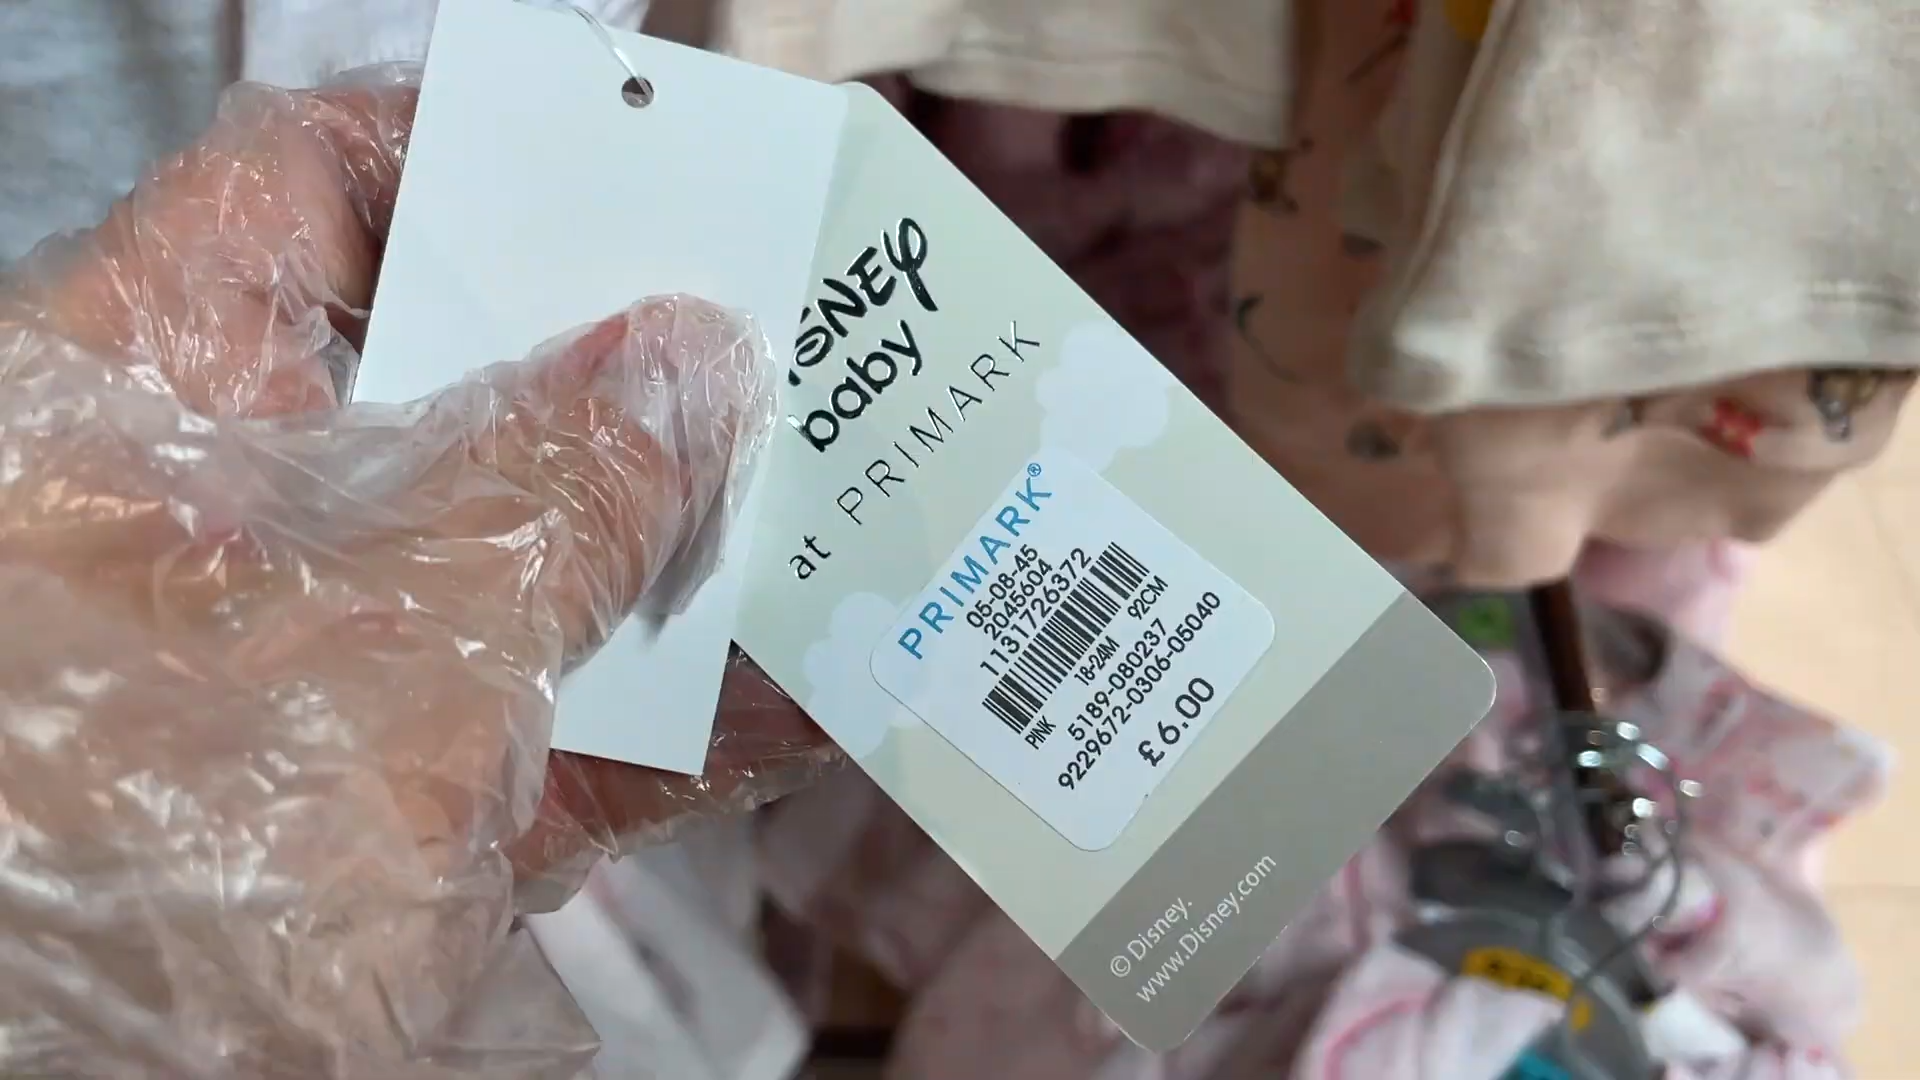 DISNEY
baby
at PRIMARK
PRIMARK®
05-08-45
2045604
1131726372
PINK 18-24M 92CM
5189-080237
9229672-0306-05040
£6.00
© Disney.
www.Disney.com